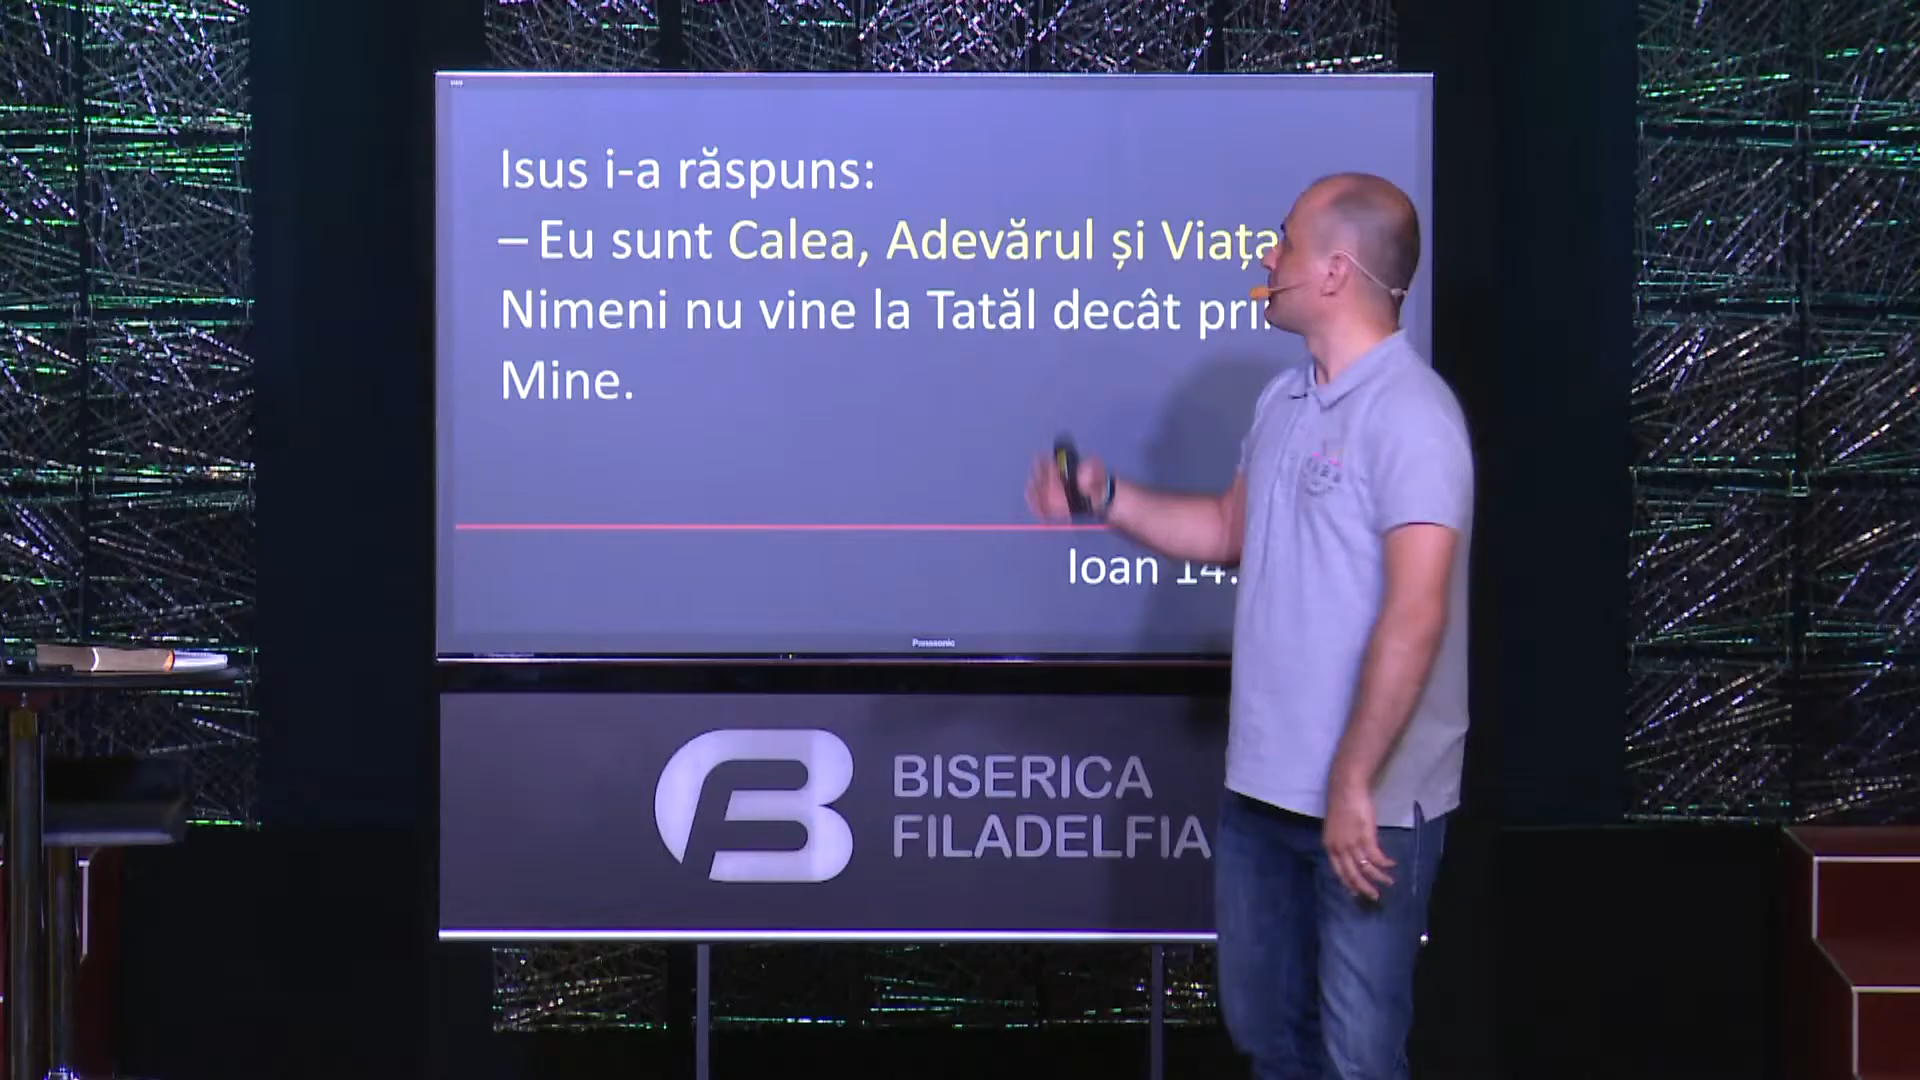 Isus i-a răspuns:
– Eu sunt Calea, Adevărul și Viața
Nimeni nu vine la Tatăl decât
Mine.
Ioan 14:
Panasonic
BISERICA
FILADELFIA